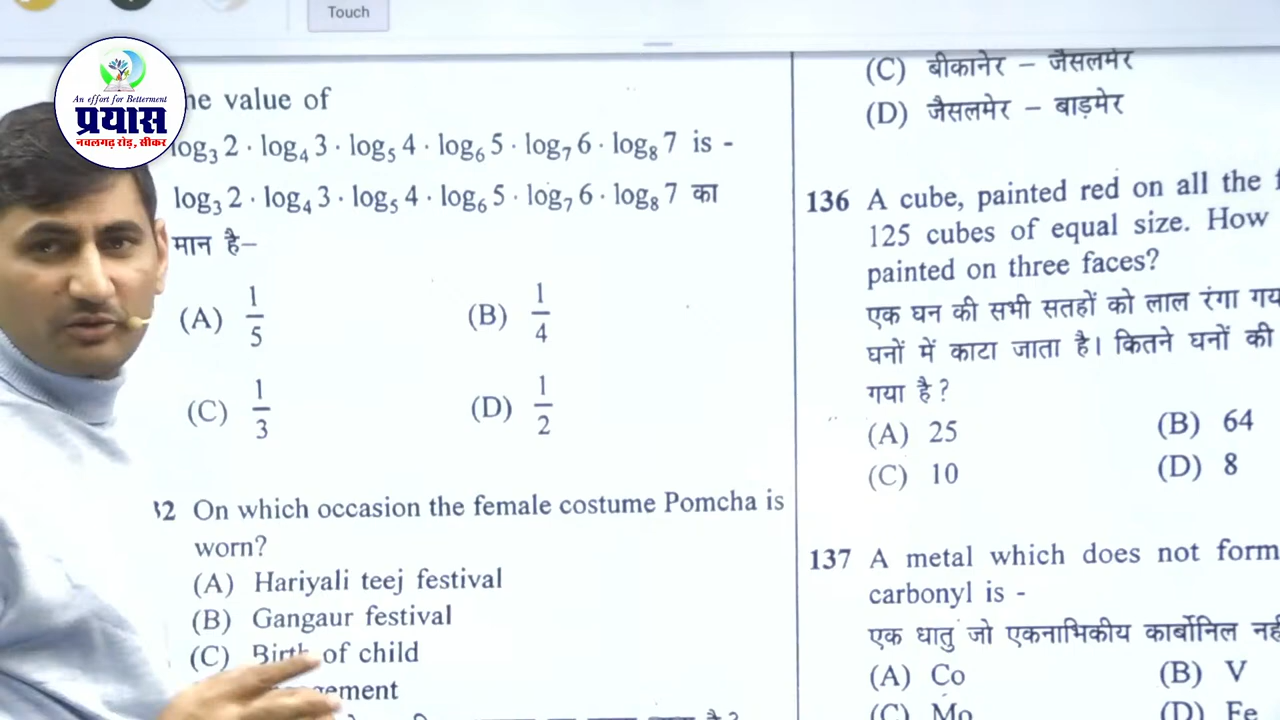 Touch
An effort for Betterment
प्रयास
नवलगढ़ रोड़, सीकर
he value of
log₃ 2 · log₄ 3 · log₅ 4 · log₆ 5 · log₇ 6 · log₈ 7 is -
log₃ 2 · log₄ 3 · log₅ 4 · log₆ 5 · log₇ 6 · log₈ 7 का
मान है–
(A) 1/5
(B) 1/4
(C) 1/3
(D) 1/2
32 On which occasion the female costume Pomcha is
worn?
(A) Hariyali teej festival
(B) Gangaur festival
(C) Birth of child
(C) बीकानेर – जैसलमेर
(D) जैसलमेर – बाड़मेर
136 A cube, painted red on all the
125 cubes of equal size. How
painted on three faces?
एक घन की सभी सतहों को लाल रंगा
घनों में काटा जाता है। कितने घनों की
गया है ?
(A) 25
(B) 64
(C) 10
(D) 8
137 A metal which does not form
carbonyl is -
एक धातु जो एकनाभिकीय कार्बोनिल
(A) Co
(B) V
(C) Mo
(D) Fe